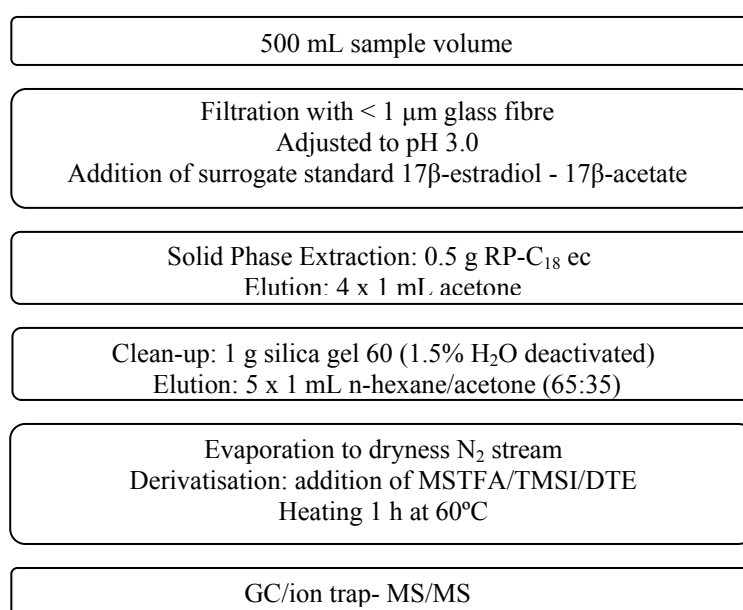 500 mL sample volume
Filtration with < 1 μm glass fibre
Adjusted to pH 3.0
Addition of surrogate standard 17β-estradiol - 17β-acetate
Solid Phase Extraction: 0.5 g RP-C₁₈ ec
Elution: 4 x 1 mL acetone
Clean-up: 1 g silica gel 60 (1.5% H₂O deactivated)
Elution: 5 x 1 mL n-hexane/acetone (65:35)
Evaporation to dryness N₂ stream
Derivatisation: addition of MSTFA/TMSI/DTE
Heating 1 h at 60ºC
GC/ion trap- MS/MS